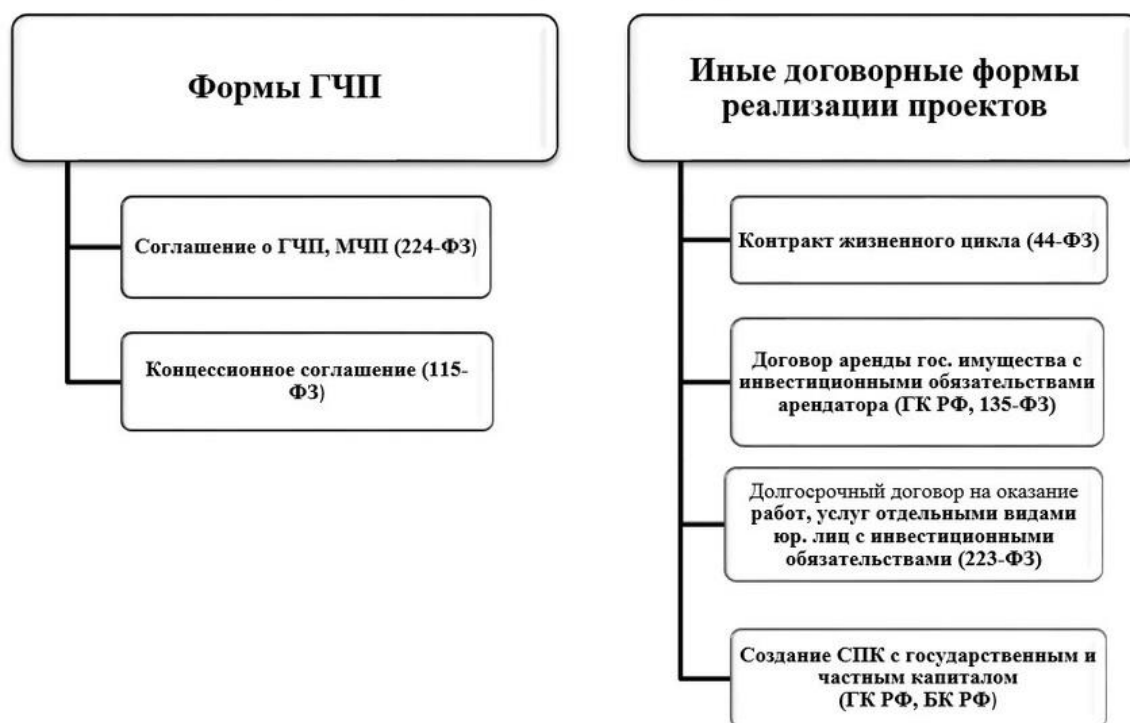 Формы ГЧП
Соглашение о ГЧП, МЧП (224-ФЗ)
Концессионное соглашение (115-
ФЗ)
Иные договорные формы
реализации проектов
Контракт жизненного цикла (44-ФЗ)
Договор аренды гос. имущества с
инвестиционными обязательствами
арендатора (ГК РФ, 135-ФЗ)
Долгосрочный договор на оказание
работ, услуг отдельными видами
юр. лиц с инвестиционными
обязательствами (223-ФЗ)
Создание СПК с государственным и
частным капиталом
(ГК РФ, БК РФ)